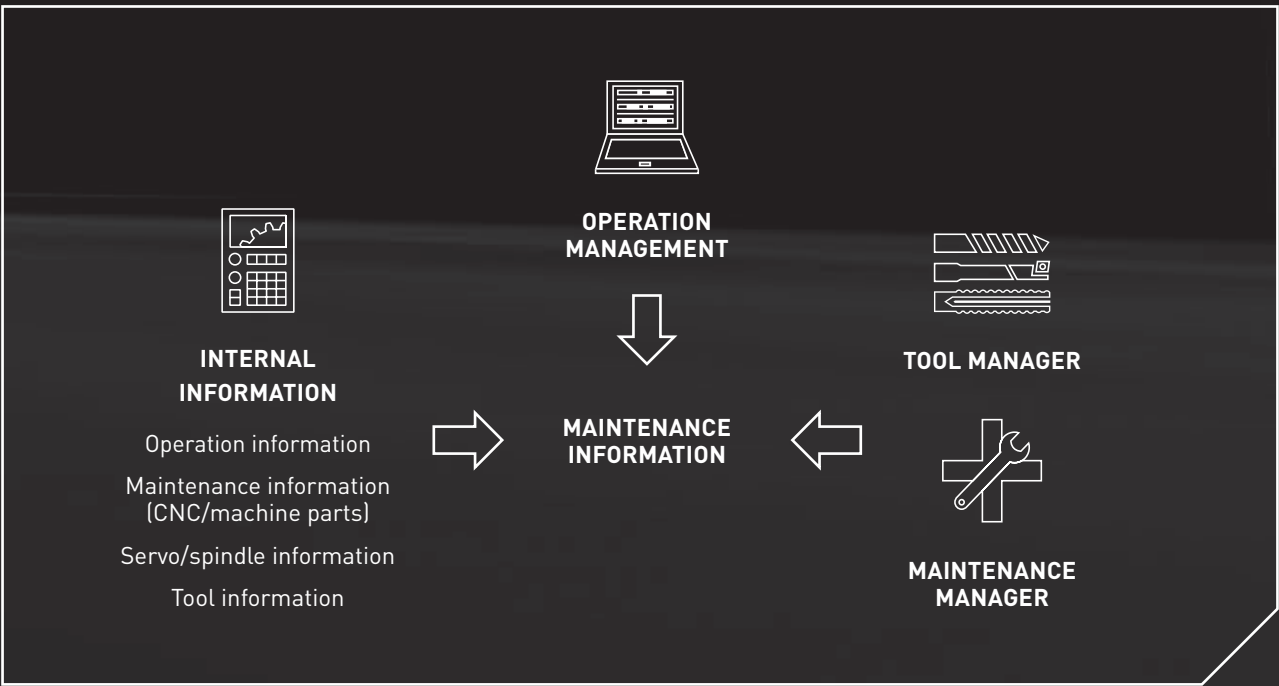 OPERATION
MANAGEMENT
INTERNAL
INFORMATION
Operation information
Maintenance information
(CNC/machine parts)
Servo/spindle information
Tool information
MAINTENANCE
INFORMATION
TOOL MANAGER
MAINTENANCE
MANAGER